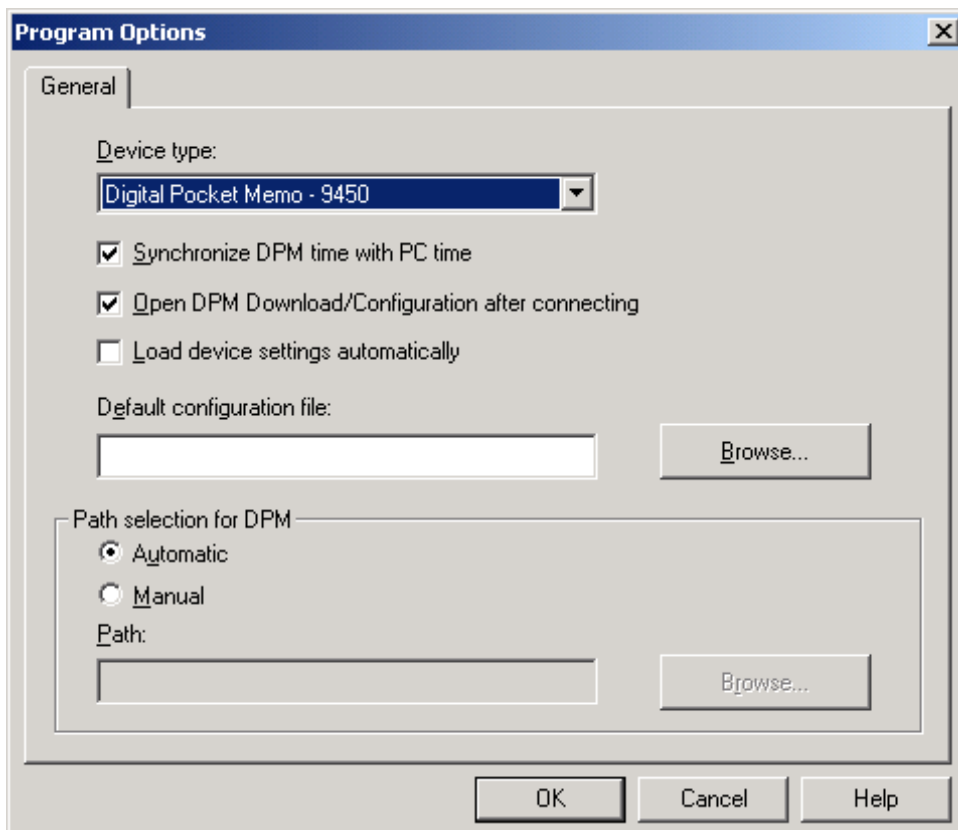 Program Options
General
Device type:
Digital Pocket Memo - 9450
Synchronize DPM time with PC time
Open DPM Download/Configuration after connecting
Load device settings automatically
Default configuration file:
Browse...
Path selection for DPM
Automatic
Manual
Path:
Browse...
OK Cancel Help